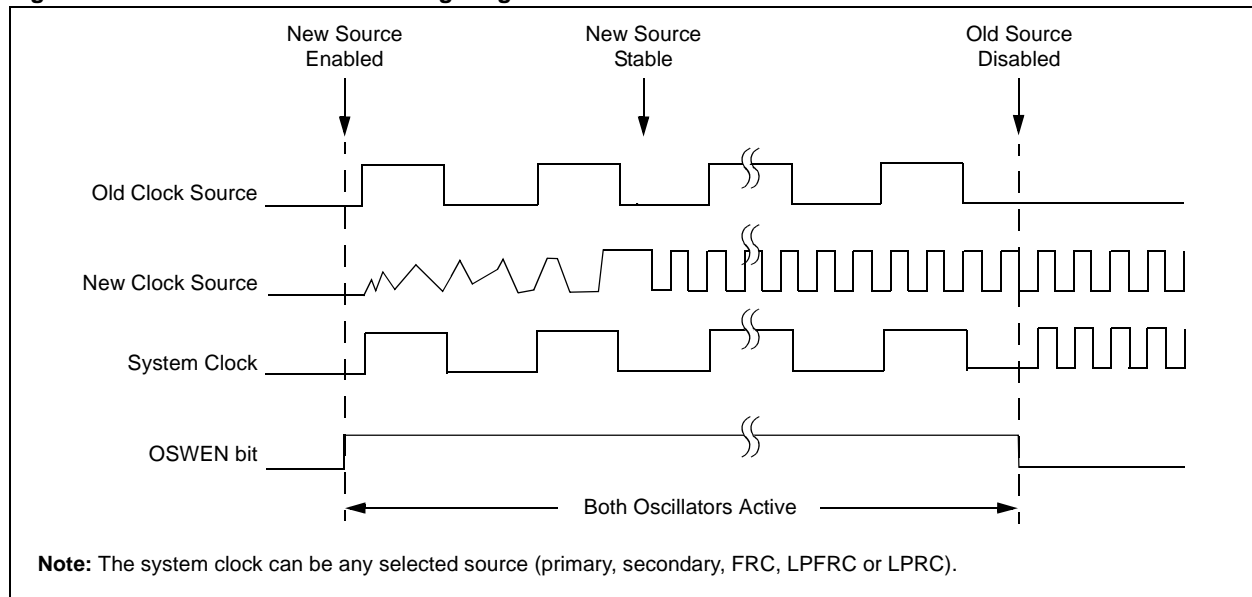 New Source
Enabled
New Source
Stable
Old Source
Disabled
Old Clock Source
New Clock Source
System Clock
OSWEN bit
Both Oscillators Active
Note: The system clock can be any selected source (primary, secondary, FRC, LPFRC or LPRC).